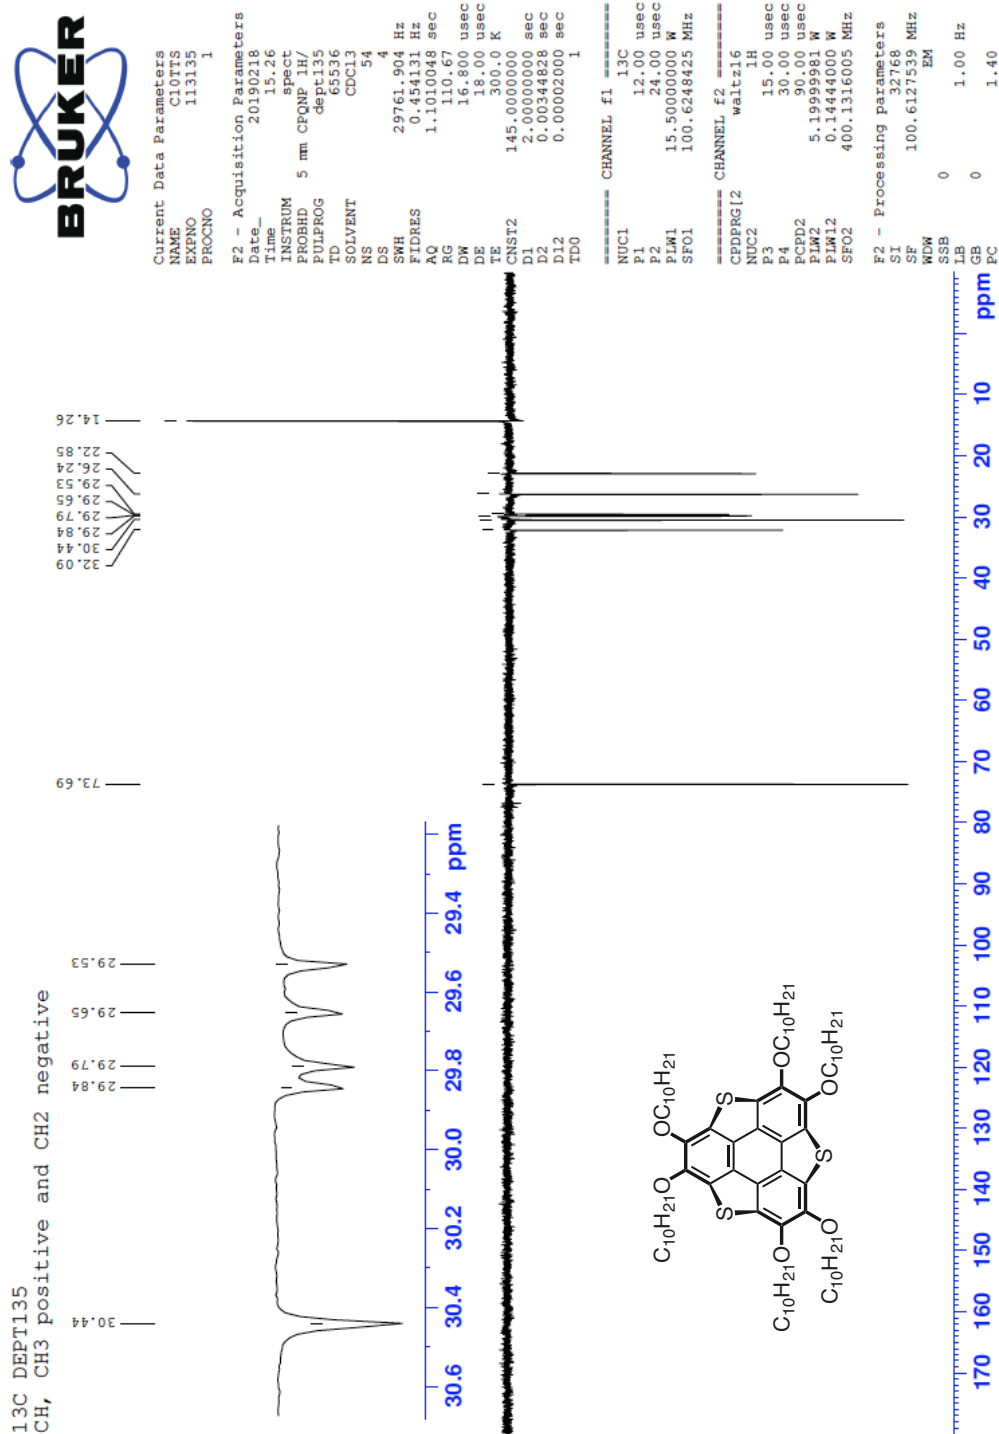 13C DEPT135
CH, CH3 positive and CH2 negative
BRUKER
30.44
29.84
29.79
29.65
29.53
30.6
30.4
30.2
30.0
29.8
29.6
29.4
ppm
73.69
32.09
30.44
29.84
29.79
29.65
29.53
26.24
22.85
14.26
Current Data Parameters
NAME C10TTS
EXPNO 113135
PROCNO 1
F2 - Acquisition Parameters
Date_ 20190218
Time 15.26
INSTRUM spect
PROBHD 5 mm CPQNP 1H/
PULPROG dept135
TD 65536
SOLVENT CDCl3
NS 54
DS 4
SWH 29761.904 Hz
FIDRES 0.454131 Hz
AQ 1.1010048 sec
RG 110.67
DW 16.800 usec
DE 18.00 usec
TE 300.0 K
CNST2 145.0000000
D1 2.00000000 sec
D2 0.00344828 sec
D12 0.00002000 sec
TD0 1
======== CHANNEL f1 ========
NUC1 13C
P1 12.00 usec
P2 24.00 usec
PLW1 15.50000000 W
SFO1 100.6248425 MHz
======== CHANNEL f2 ========
CPDPRG[2 waltz16
NUC2 1H
P3 15.00 usec
P4 30.00 usec
PCPD2 90.00 usec
PLW2 5.19999981 W
PLW12 0.14444000 W
SFO2 400.1316005 MHz
F2 - Processing parameters
SI 32768
SF 100.6127539 MHz
WDW EM
SSB 0
LB 1.00 Hz
GB 0
PC 1.40
C10H21O
OC10H21
S
S
S
OC10H21
OC10H21
C10H21O
C10H21O
170
160
150
140
130
120
110
100
90
80
70
60
50
40
30
20
10
ppm